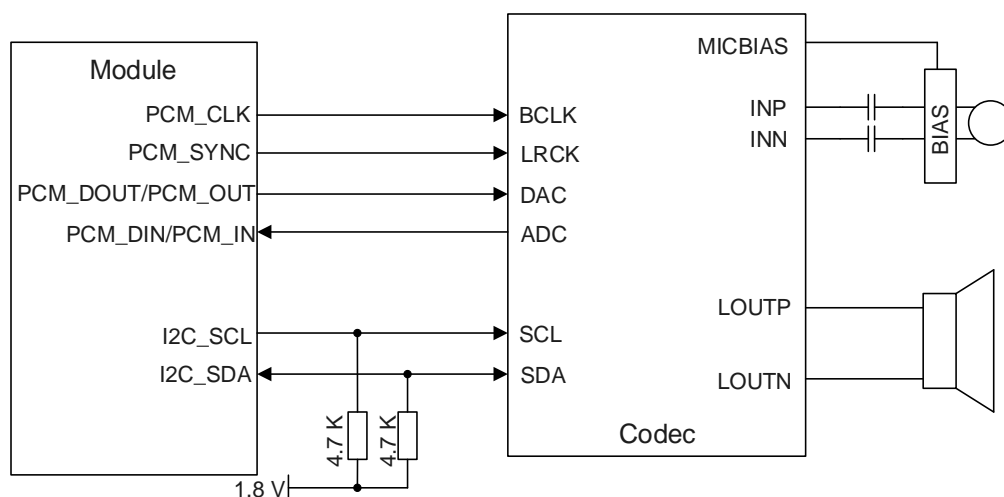 Module
PCM_CLK
PCM_SYNC
PCM_DOUT/PCM_OUT
PCM_DIN/PCM_IN
I2C_SCL
I2C_SDA
4.7 K
4.7 K
1.8 V
BCLK
LRCK
DAC
ADC
SCL
SDA
Codec
MICBIAS
INP
INN
LOUTP
LOUTN
BIAS